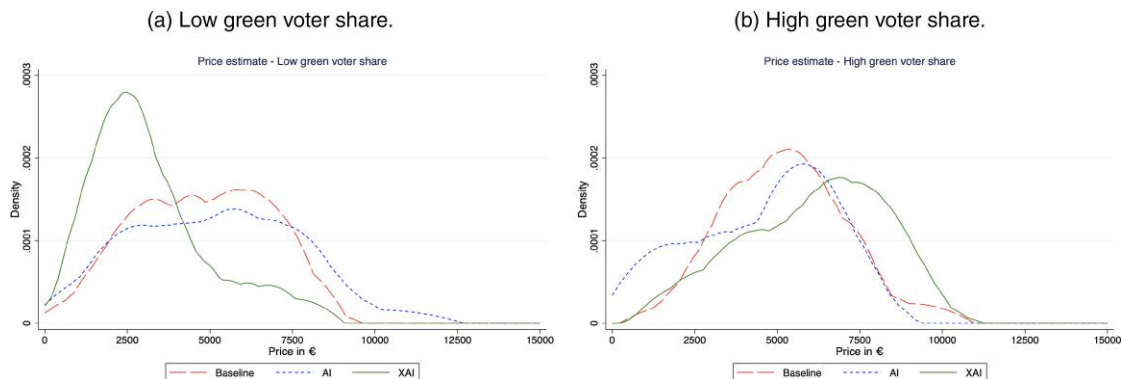 (a) Low green voter share.
Price estimate - Low green voter share
.0003
.0002
.0001
0
Density
0 2500 5000 7500 10000 12500 15000
Price in €
Baseline AI XAI
(b) High green voter share.
Price estimate - High green voter share
.0003
.0002
.0001
0
Density
0 2500 5000 7500 10000 12500 15000
Price in €
Baseline AI XAI